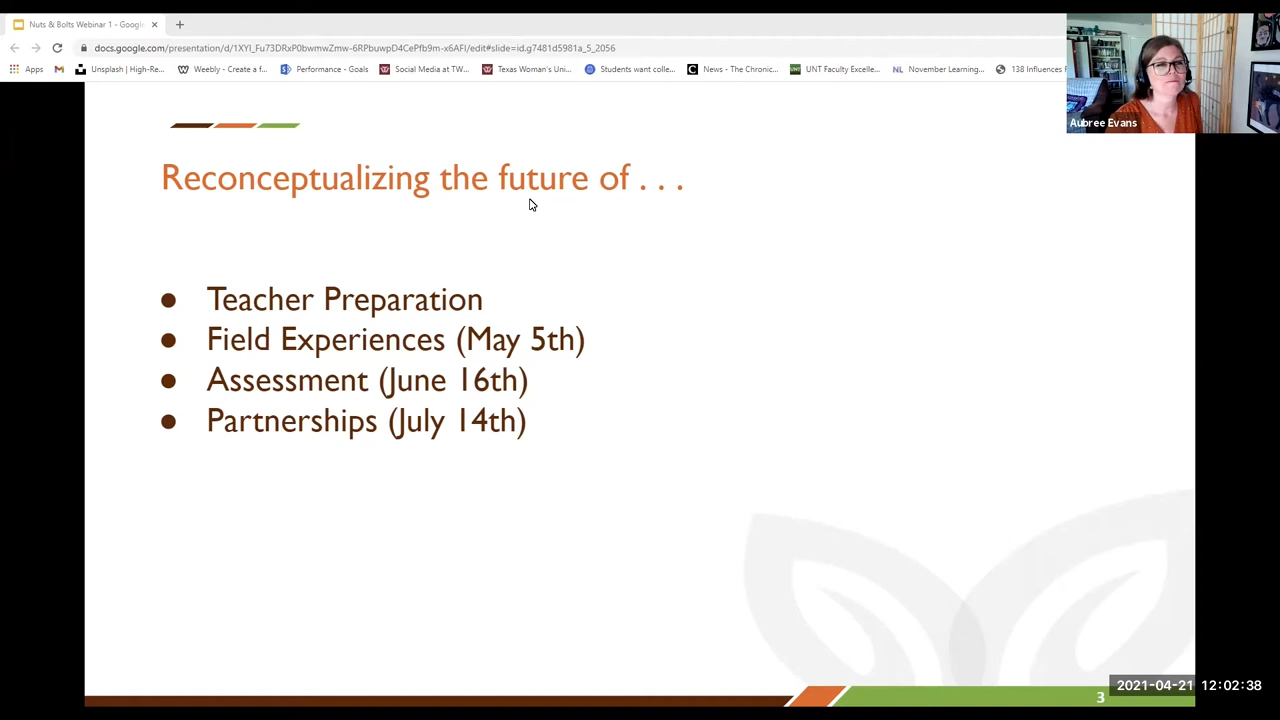 Nuts & Bolts Webinar 1 - Googl
docs.google.com/presentation/d/1XYI_Fu73DRxP0bwmwZmw-6RPbuwpD4CePfb9m-x6AFI/edit#slide=id.g7481d5981a_5_2056
Apps Unsplash | High-Re... Weebly - Create a f... Performance - Goals Social Media at TW... Texas Woman's Uni... Students want colle... News - The Chronic... UNT Faculty Excelle... November Learning... 138 Influences
Aubree Evans
Reconceptualizing the future of . . .
● Teacher Preparation
● Field Experiences (May 5th)
● Assessment (June 16th)
● Partnerships (July 14th)
2021-04-21 12:02:38
3